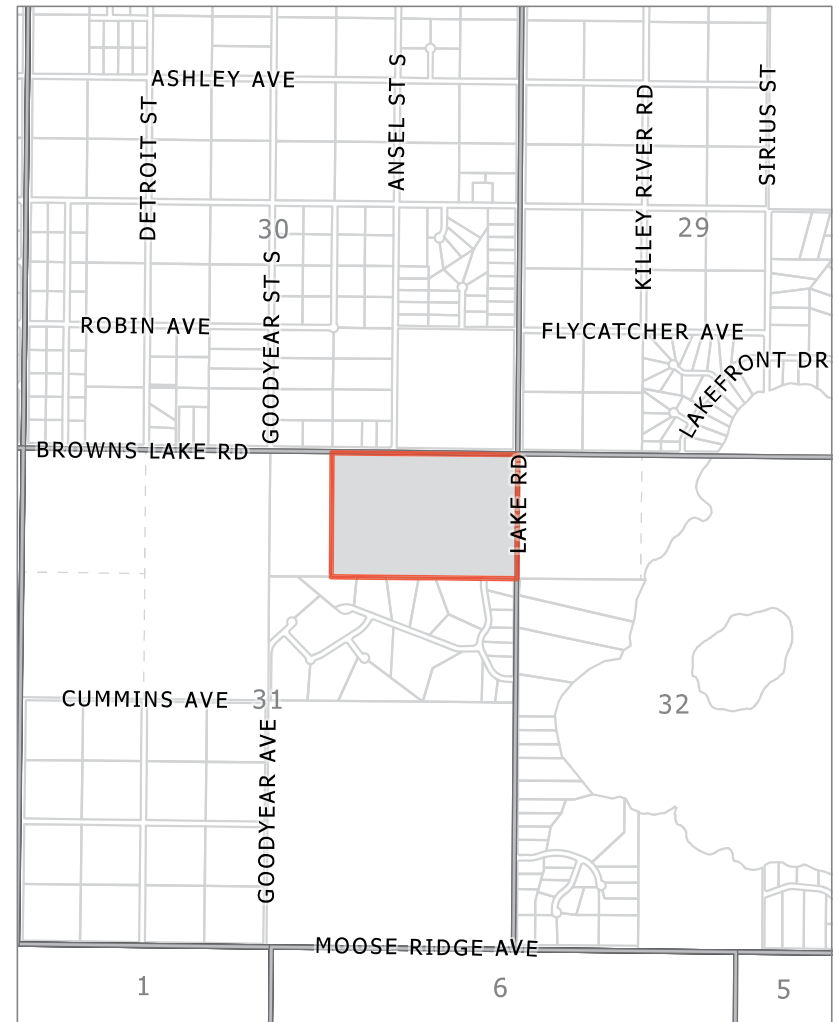 ASHLEY AVE
DETROIT ST
ANSEL ST S
KILLEY RIVER RD
SIRIUS ST
30
29
GOODYEAR ST S
ROBIN AVE
FLYCATCHER AVE
LAKEFRONT DR
BROWNS LAKE RD
LAKE RD
CUMMINS AVE
31
32
GOODYEAR AVE
MOOSE RIDGE AVE
1
6
5